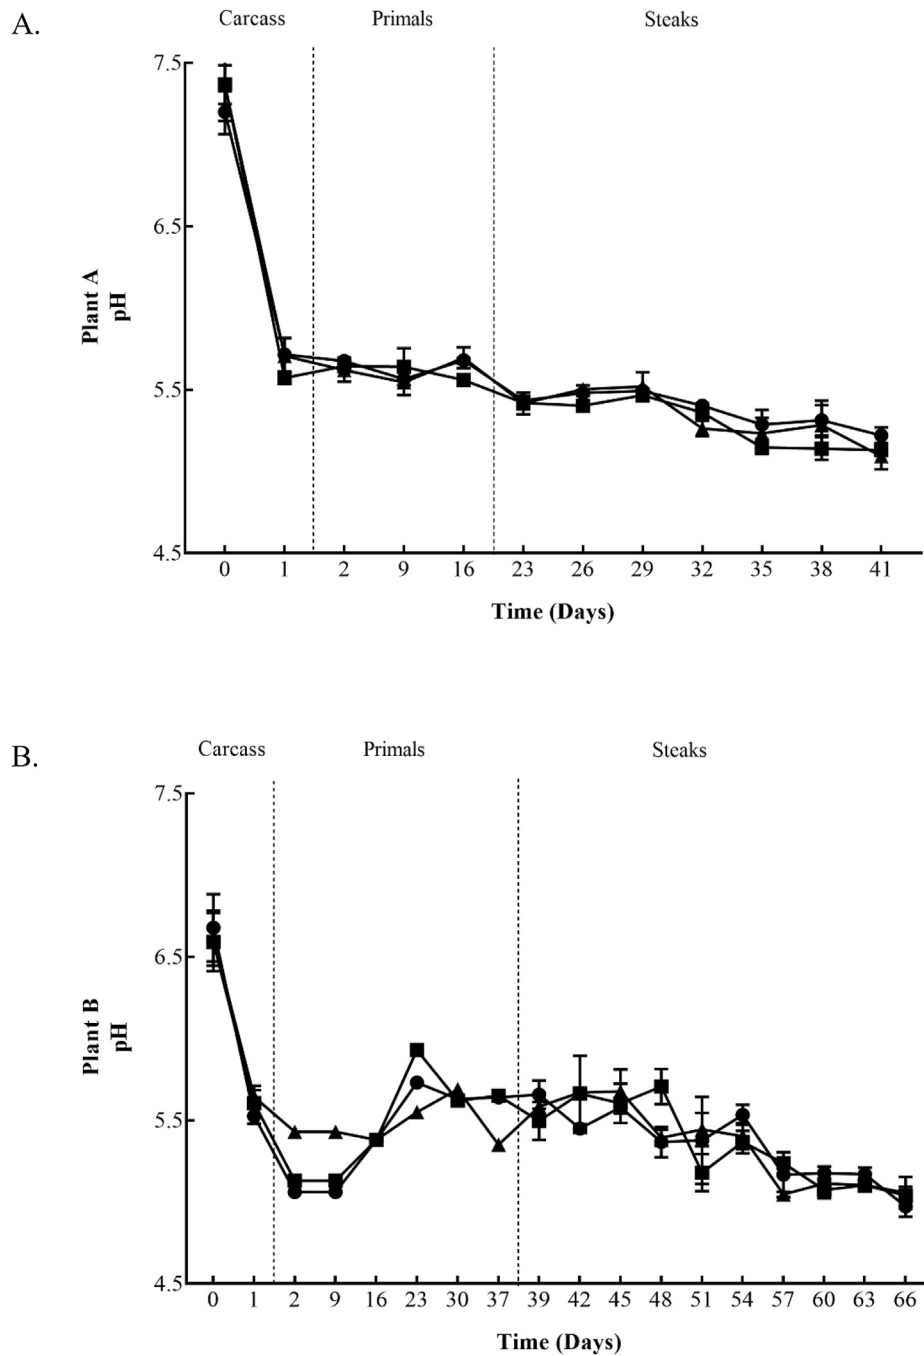 A.
Carcass Primals Steaks
7.5
6.5
5.5
4.5
Plant A
pH
0 1 2 9 16 23 26 29 32 35 38 41
Time (Days)
B.
Carcass Primals Steaks
7.5
6.5
5.5
4.5
Plant B
pH
0 1 2 9 16 23 30 37 39 42 45 48 51 54 57 60 63 66
Time (Days)